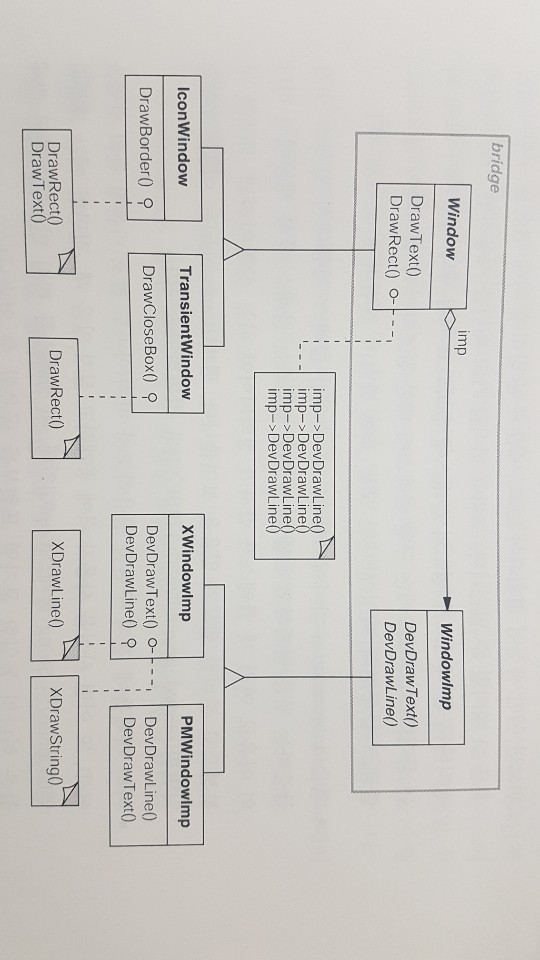 bridge
Window
imp
WindowImp
DrawText()
DrawRect()
DevDrawText()
DevDrawLine()
imp->DevDrawLine()
imp->DevDrawLine()
imp->DevDrawLine()
imp->DevDrawLine()
IconWindow
DrawBorder()
TransientWindow
DrawCloseBox()
XWindowImp
DevDrawText()
DevDrawLine()
PMWindowImp
DevDrawLine()
DevDrawText()
DrawRect()
DrawText()
DrawRect()
XDrawLine()
XDrawString()